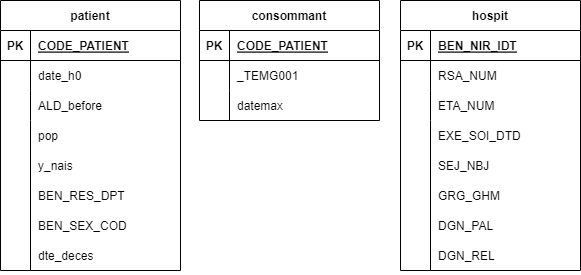 patient
PK CODE_PATIENT
date_h0
ALD_before
pop
y_nais
BEN_RES_DPT
BEN_SEX_COD
dte_deces
consommant
PK CODE_PATIENT
_TEMG001
datemax
hospit
PK BEN_NIR_IDT
RSA_NUM
ETA_NUM
EXE_SOI_DTD
SEJ_NBJ
GRG_GHM
DGN_PAL
DGN_REL